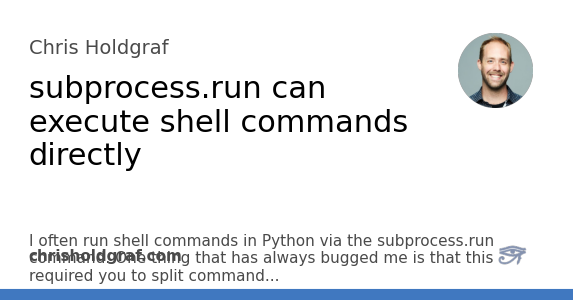 Chris Holdgraf
subprocess.run can
execute shell commands
directly
I often run shell commands in Python via the subprocess.run
command. One thing that has always bugged me is that this
chrisholdgraf.com
required you to split command...